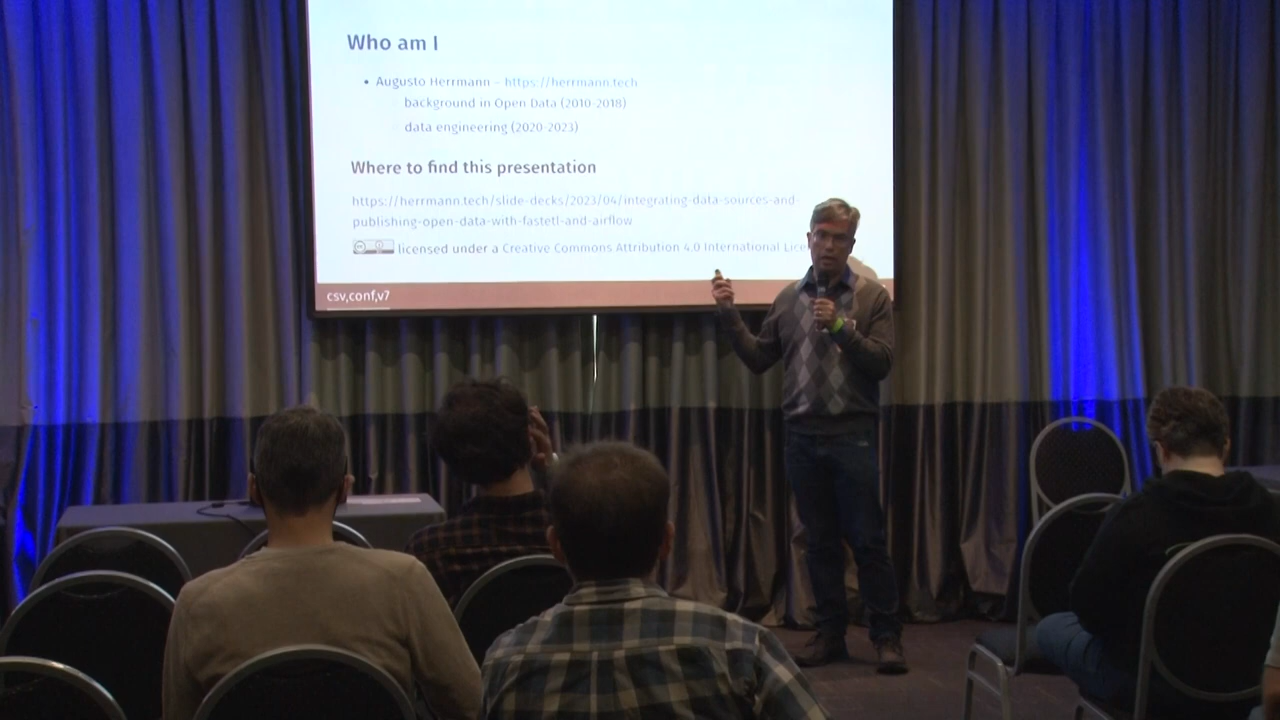 Who am I
• Augusto Herrmann – https://herrmann.tech
background in Open Data (2010-2018)
data engineering (2020-2023)
Where to find this presentation
https://herrmann.tech/slide-decks/2023/04/integrating-data-sources-and-
publishing-open-data-with-fastetl-and-airflow
licensed under a Creative Commons Attribution 4.0 International
csv,conf,v7